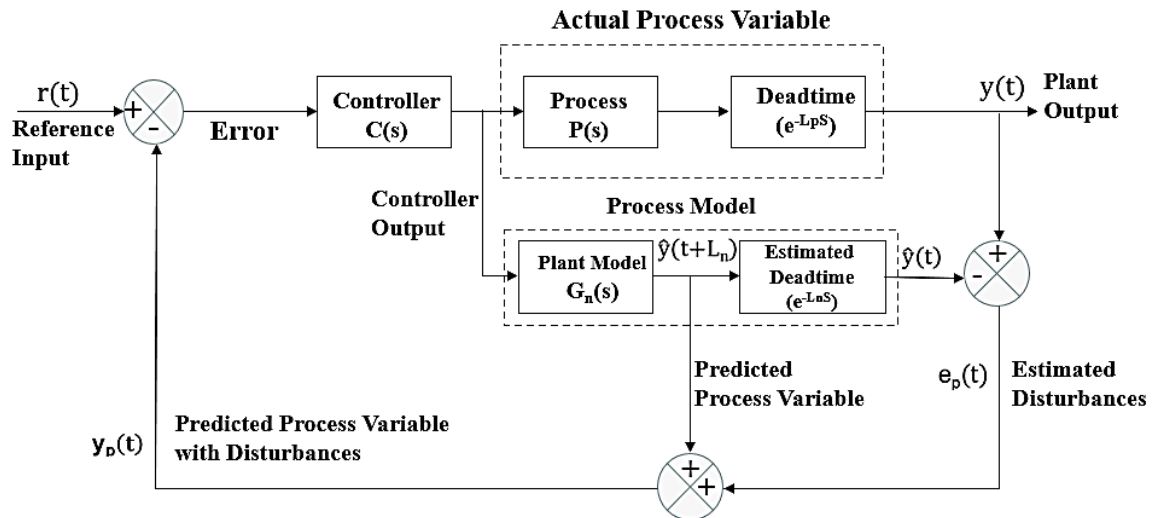 Actual Process Variable
r(t)
Reference
Input
+
-
Error
Controller
C(s)
Process
P(s)
Deadtime
(e^-LpS)
y(t)
Plant
Output
Controller
Output
Process Model
Plant Model
Gₙ(s)
ŷ(t+Lₙ)
Estimated
Deadtime
(e^-LnS)
ŷ(t)
+
-
Predicted
Process Variable
eₚ(t)
Estimated
Disturbances
yₚ(t)
Predicted Process Variable
with Disturbances
+
+